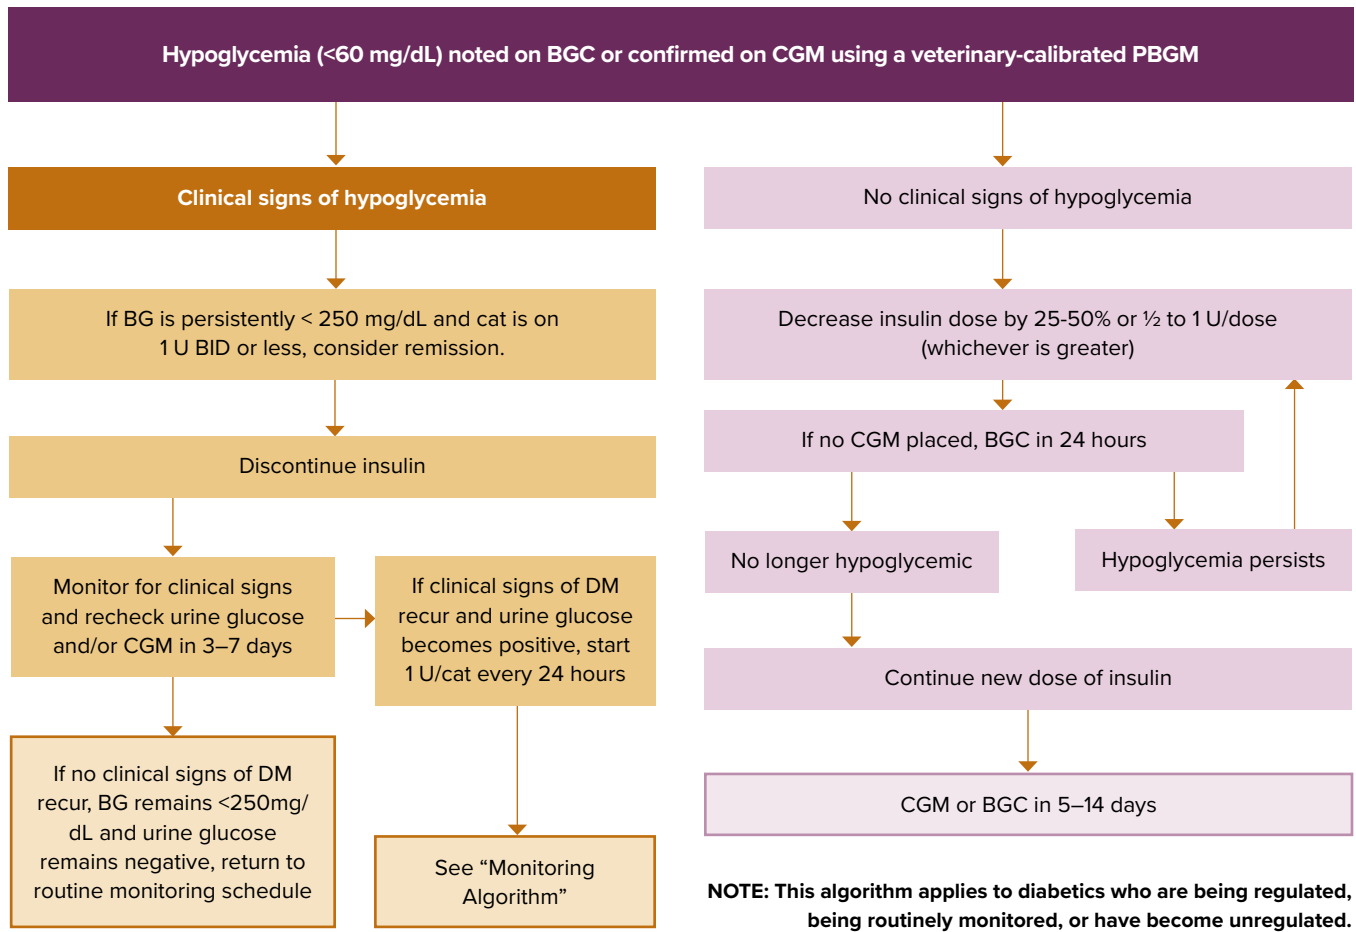 Hypoglycemia (<60 mg/dL) noted on BGC or confirmed on CGM using a veterinary-calibrated PBGM
Clinical signs of hypoglycemia
If BG is persistently < 250 mg/dL and cat is on
1 U BID or less, consider remission.
Discontinue insulin
Monitor for clinical signs
and recheck urine glucose
and/or CGM in 3–7 days
If clinical signs of DM
recur and urine glucose
becomes positive, start
1 U/cat every 24 hours
If no clinical signs of DM
recur, BG remains <250mg/
dL and urine glucose
remains negative, return to
routine monitoring schedule
See “Monitoring
Algorithm”
No clinical signs of hypoglycemia
Decrease insulin dose by 25-50% or ½ to 1 U/dose
(whichever is greater)
If no CGM placed, BGC in 24 hours
No longer hypoglycemic
Hypoglycemia persists
Continue new dose of insulin
CGM or BGC in 5–14 days
NOTE: This algorithm applies to diabetics who are being regulated,
being routinely monitored, or have become unregulated.